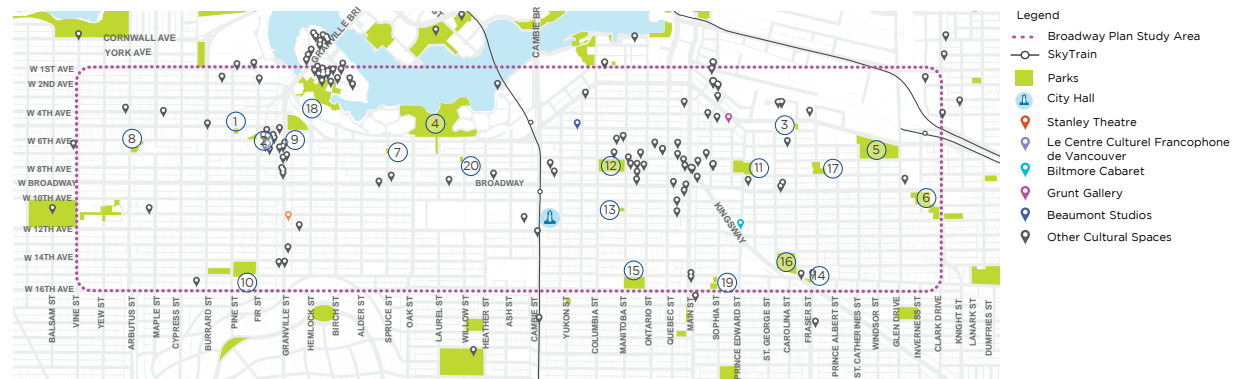 CORNWALL AVE
YORK AVE
W 1ST AVE
W 2ND AVE
W 4TH AVE
W 6TH AVE
W 8TH AVE
W BROADWAY
W 10TH AVE
W 12TH AVE
W 14TH AVE
W 16TH AVE
GRANVILLE BRI
ST
CAMBIE BR
BROADWAY
KINGSWAY
1
2
3
4
5
6
7
8
9
10
11
12
13
14
15
16
17
18
19
20
BALSAM ST
VINE ST
YEW ST
ARBUTUS ST
MAPLE ST
CYPRESS ST
BURRARD ST
PINE ST
FIR ST
GRANVILLE ST
HEMLOCK ST
BIRCH ST
ALDER ST
SPRUCE ST
OAK ST
LAUREL ST
WILLOW ST
HEATHER ST
ASH ST
CAMBIE ST
YUKON ST
COLUMBIA ST
MANITOBA ST
ONTARIO ST
QUEBEC ST
MAIN ST
SOPHIA ST
PRINCE EDWARD ST
ST. GEORGE ST
CAROLINA ST
FRASER ST
PRINCE ALBERT ST
ST. CATHERINES ST
WINDSOR ST
GLEN DRIVE
INVERNESS ST
CLARK DRIVE
KNIGHT ST
LANARK ST
DUMFRIES ST
Legend
Broadway Plan Study Area
SkyTrain
Parks
City Hall
Stanley Theatre
Le Centre Culturel Francophone
de Vancouver
Biltmore Cabaret
Grunt Gallery
Beaumont Studios
Other Cultural Spaces